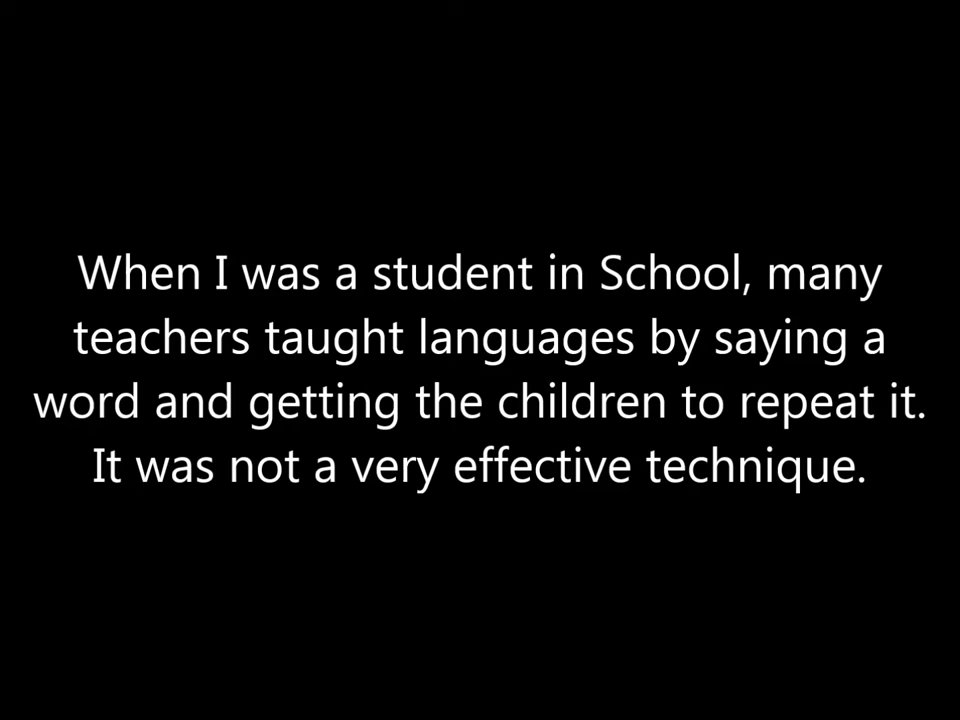 When I was a student in School, many
teachers taught languages by saying a
word and getting the children to repeat it.
It was not a very effective technique.